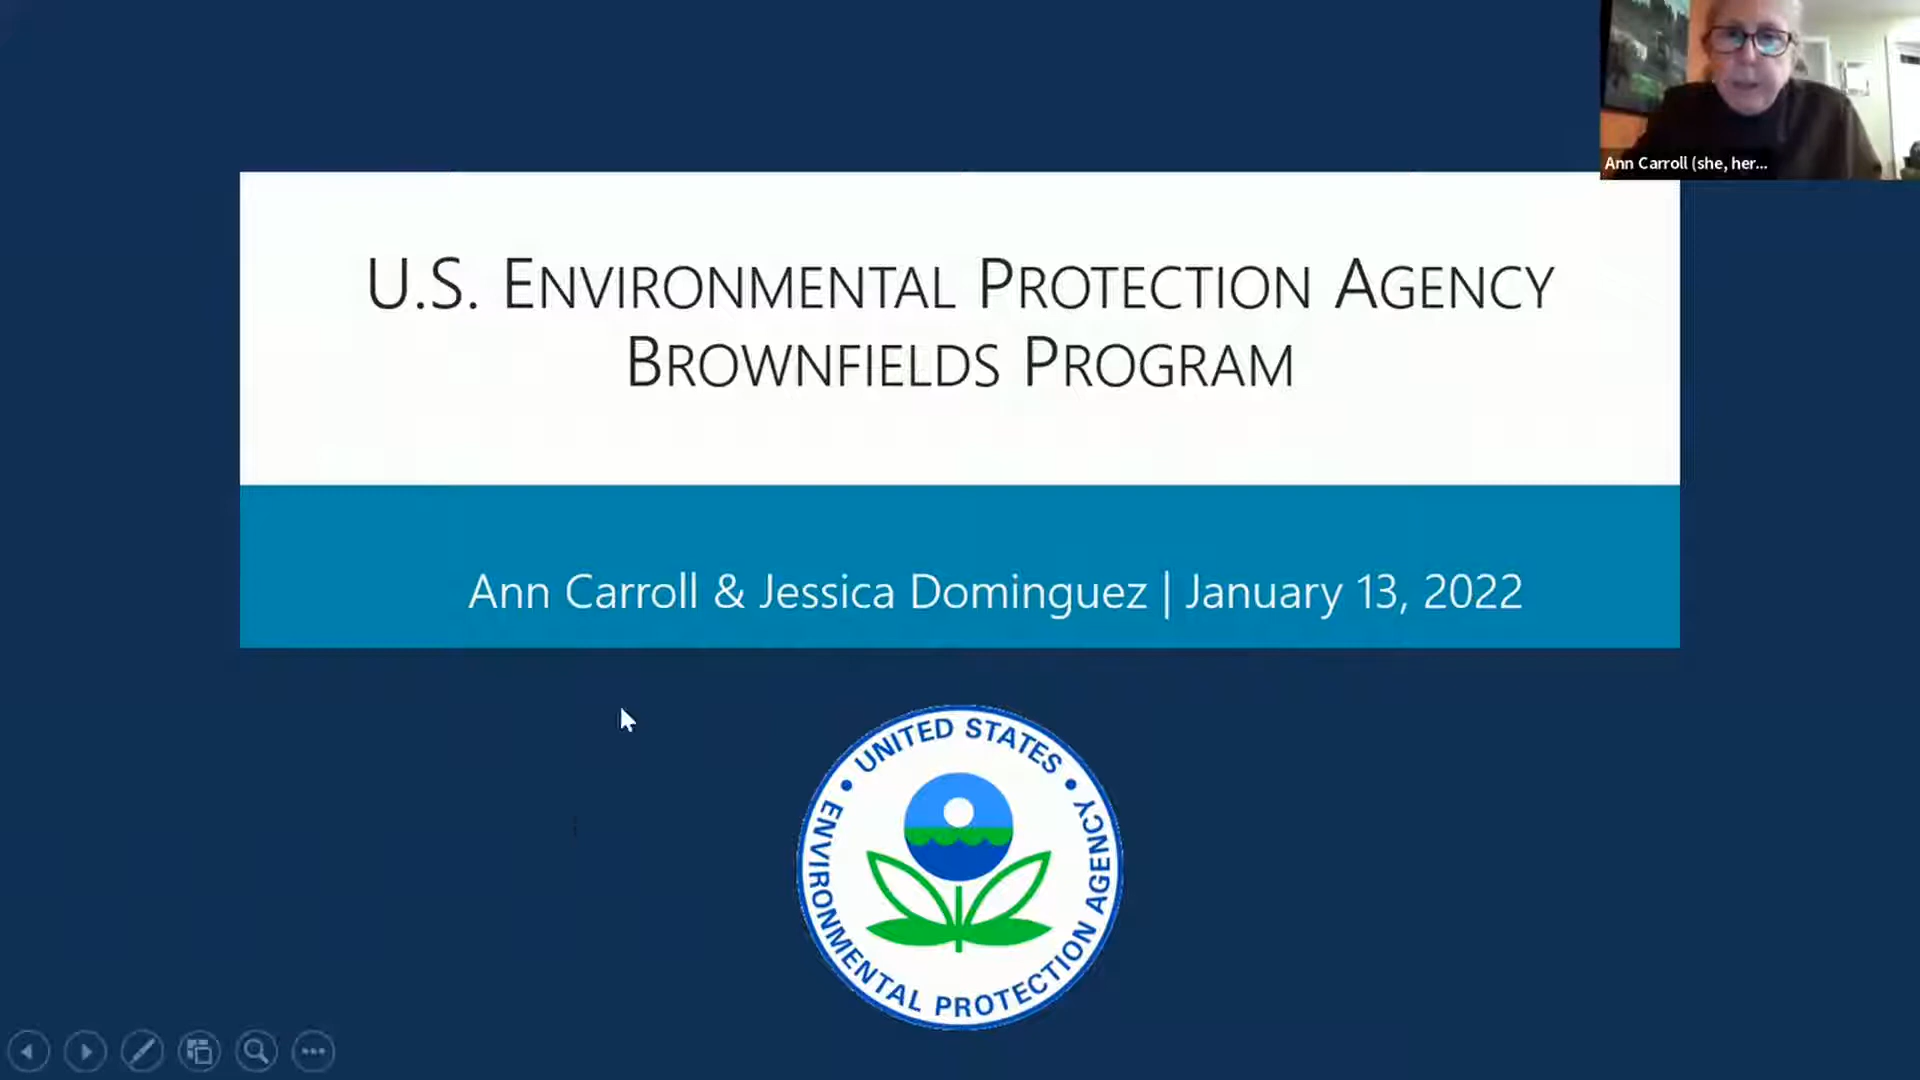 Ann Carroll (she, her...
U.S. ENVIRONMENTAL PROTECTION AGENCY
BROWNFIELDS PROGRAM
Ann Carroll & Jessica Dominguez | January 13, 2022
UNITED STATES
ENVIRONMENTAL PROTECTION AGENCY